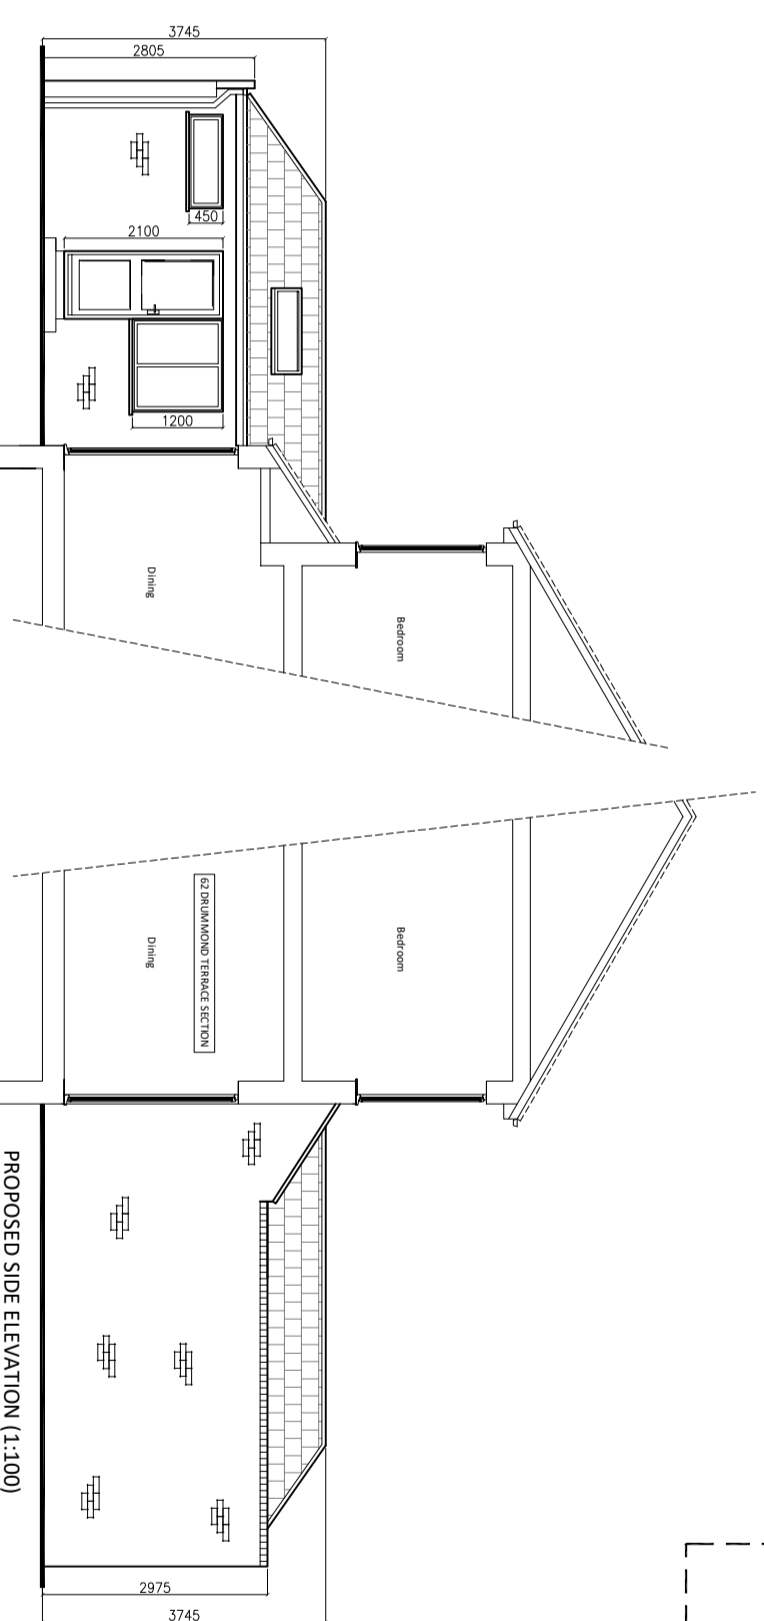 3745
2805
450
2100
1200
Dining
Bedroom
62 DRUMMOND TERRACE SECTION
Dining
Bedroom
PROPOSED SIDE ELEVATION (1:100)
2975
3745